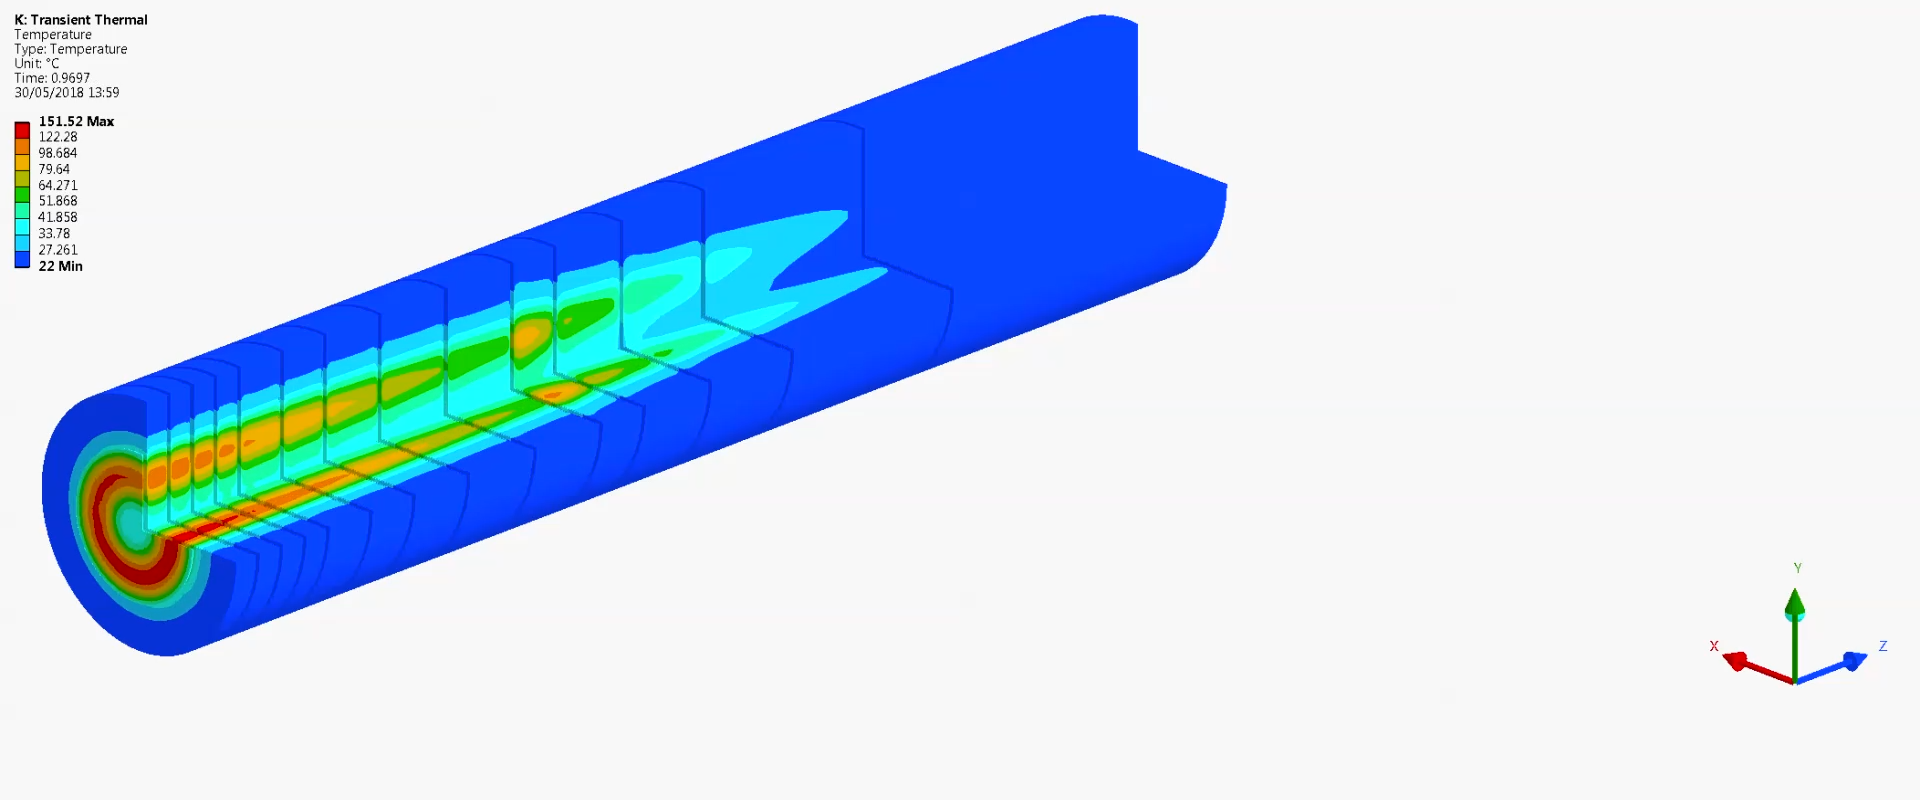 K: Transient Thermal
Temperature
Type: Temperature
Unit: °C
Time: 0.9697
30/05/2018 13:59
151.52 Max
122.28
98.684
79.64
64.271
51.868
41.858
33.78
27.261
22 Min
Y
X
Z